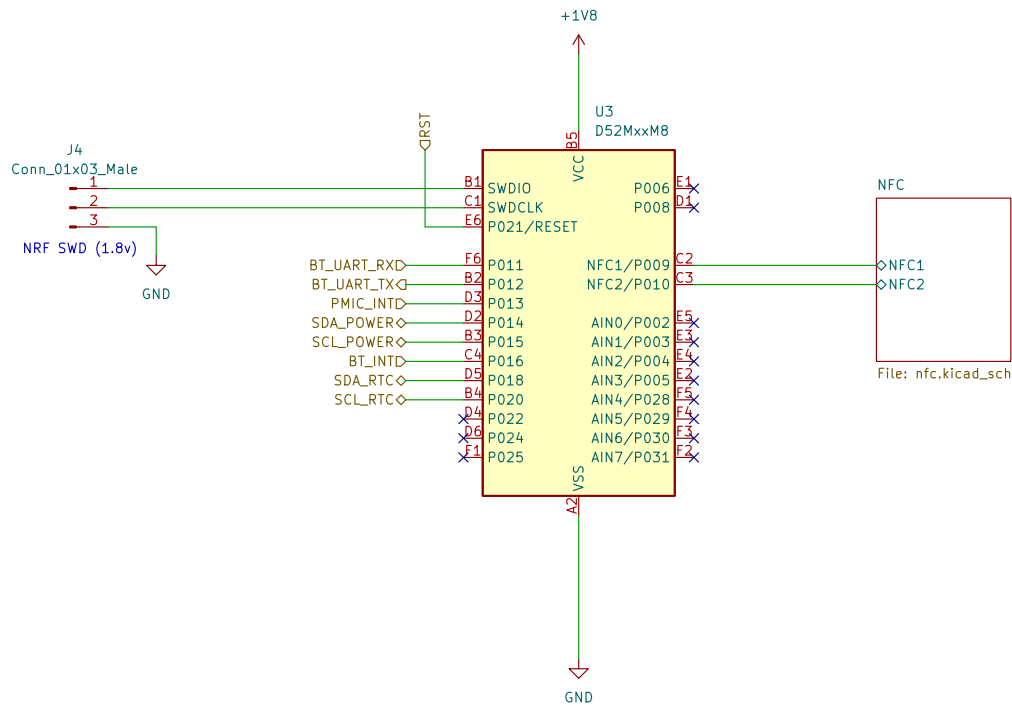 +1V8
U3
D52MxxM8
RST
J4
Conn_01x03_Male
1
2
3
NRF SWD (1.8v)
GND
BT_UART_RX
BT_UART_TX
PMIC_INT
SDA_POWER
SCL_POWER
BT_INT
SDA_RTC
SCL_RTC
B5
VCC
B1 SWDIO
C1 SWDCLK
E6 P021/RESET
F6 P011
B2 P012
D3 P013
D2 P014
B3 P015
C4 P016
D5 P018
B4 P020
D4 P022
D6 P024
F1 P025
P006 E1
P008 D1
NFC1/P009 C2
NFC2/P010 C3
AIN0/P002 E5
AIN1/P003 E3
AIN2/P004 E4
AIN3/P005 E2
AIN4/P028 F5
AIN5/P029 F4
AIN6/P030 F3
AIN7/P031 F2
VSS
A2
GND
NFC
NFC1
NFC2
File: nfc.kicad_sch